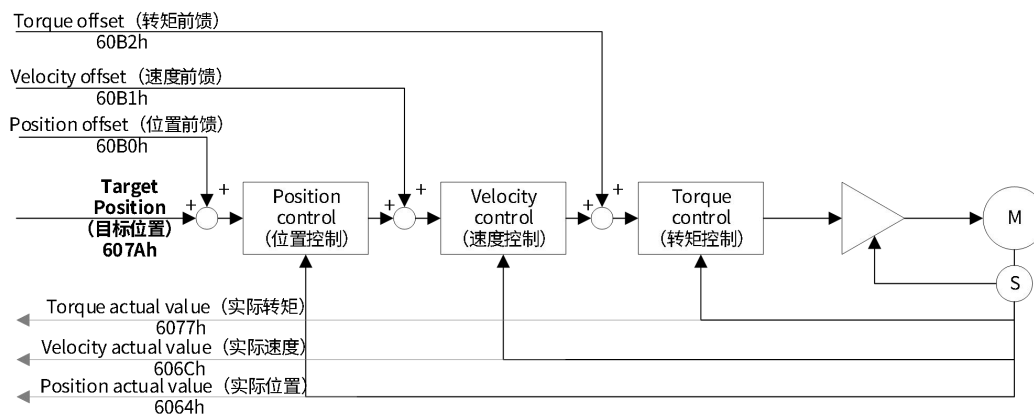 Torque offset（转矩前馈）
60B2h
Velocity offset（速度前馈）
60B1h
Position offset（位置前馈）
60B0h
Target
Position
（目标位置）
607Ah
+
+
Position
control
（位置控制）
+
+
Velocity
control
（速度控制）
+
+
Torque
control
（转矩控制）
M
S
Torque actual value（实际转矩）
6077h
Velocity actual value（实际速度）
606Ch
Position actual value（实际位置）
6064h